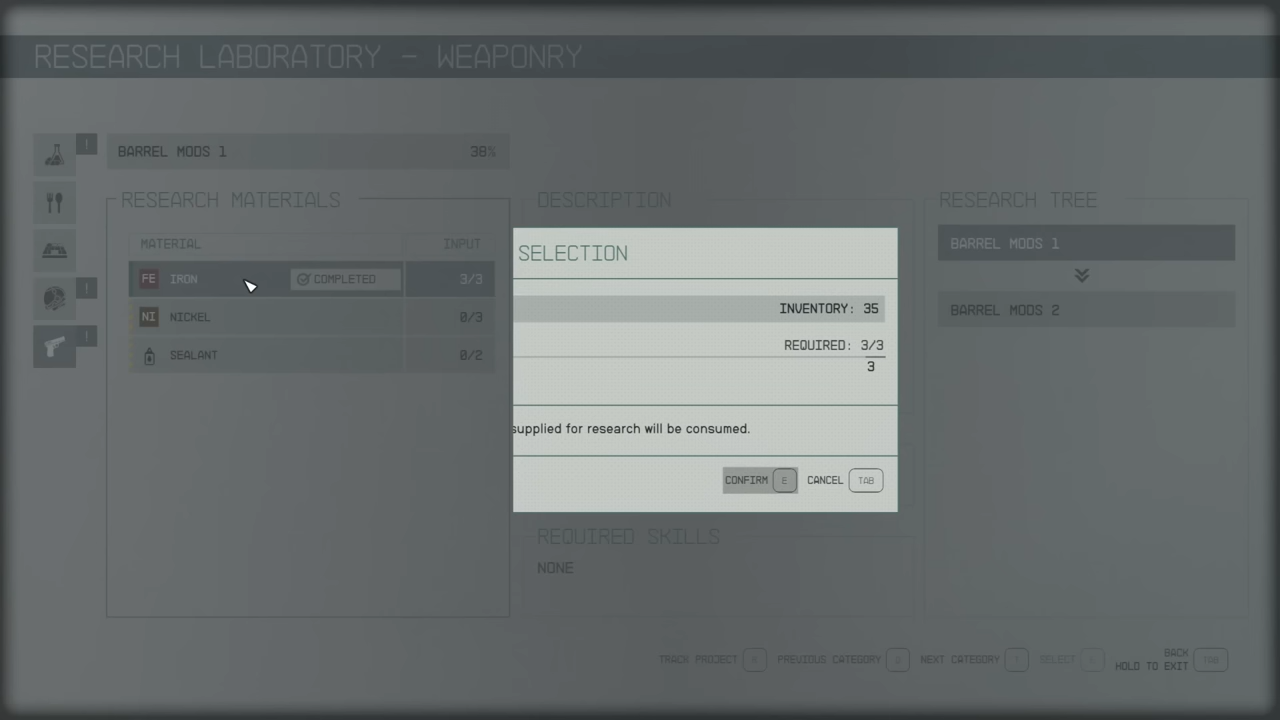 RESEARCH LABORATORY - WEAPONRY
!
BARREL MODS 1 38%
RESEARCH MATERIALS
MATERIAL INPUT
FE IRON COMPLETED 3/3
NI NICKEL 0/3
SEALANT 0/2
!
!
DESCRIPTION
SELECTION
INVENTORY: 35
REQUIRED: 3/3
3
supplied for research will be consumed.
CONFIRM E CANCEL TAB
REQUIRED SKILLS
NONE
RESEARCH TREE
BARREL MODS 1
BARREL MODS 2
TRACK PROJECT R PREVIOUS CATEGORY Q NEXT CATEGORY T SELECT E
BACK
HOLD TO EXIT TAB